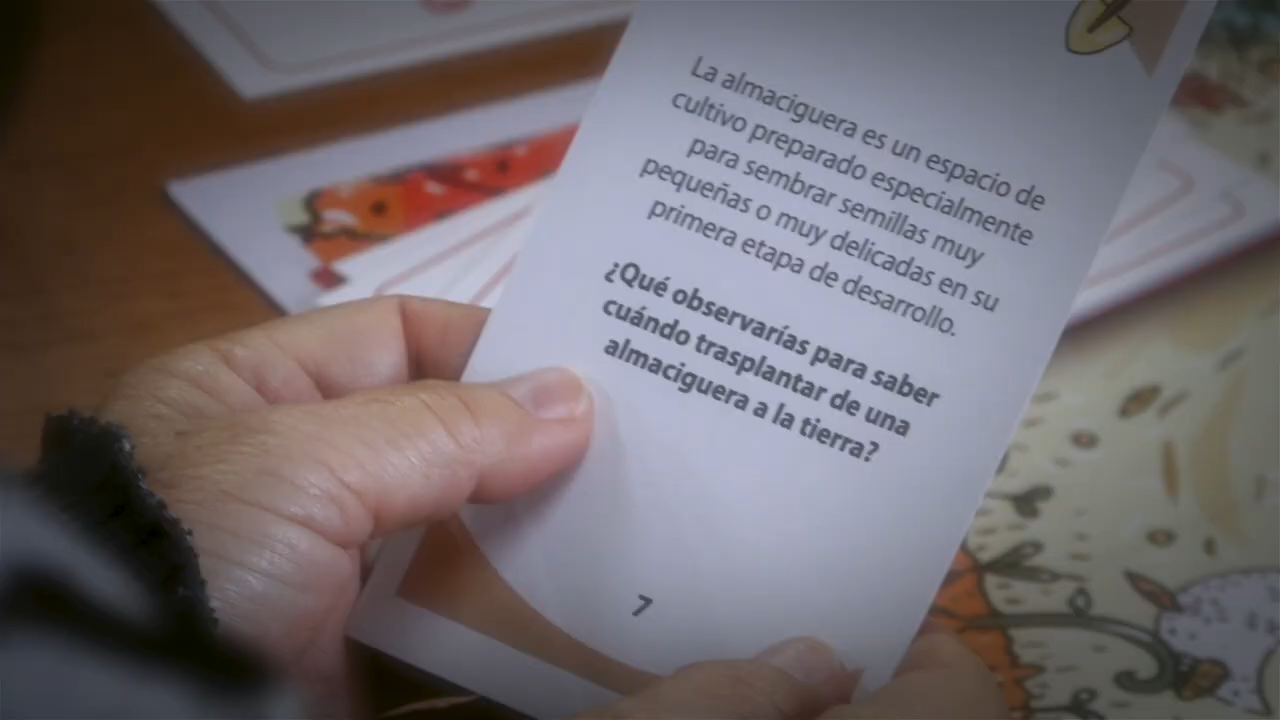 La almaciguera es un espacio de
cultivo preparado especialmente
para sembrar semillas muy
pequeñas o muy delicadas en su
primera etapa de desarrollo.
¿Qué observarías para saber
cuándo trasplantar de una
almaciguera a la tierra?
7